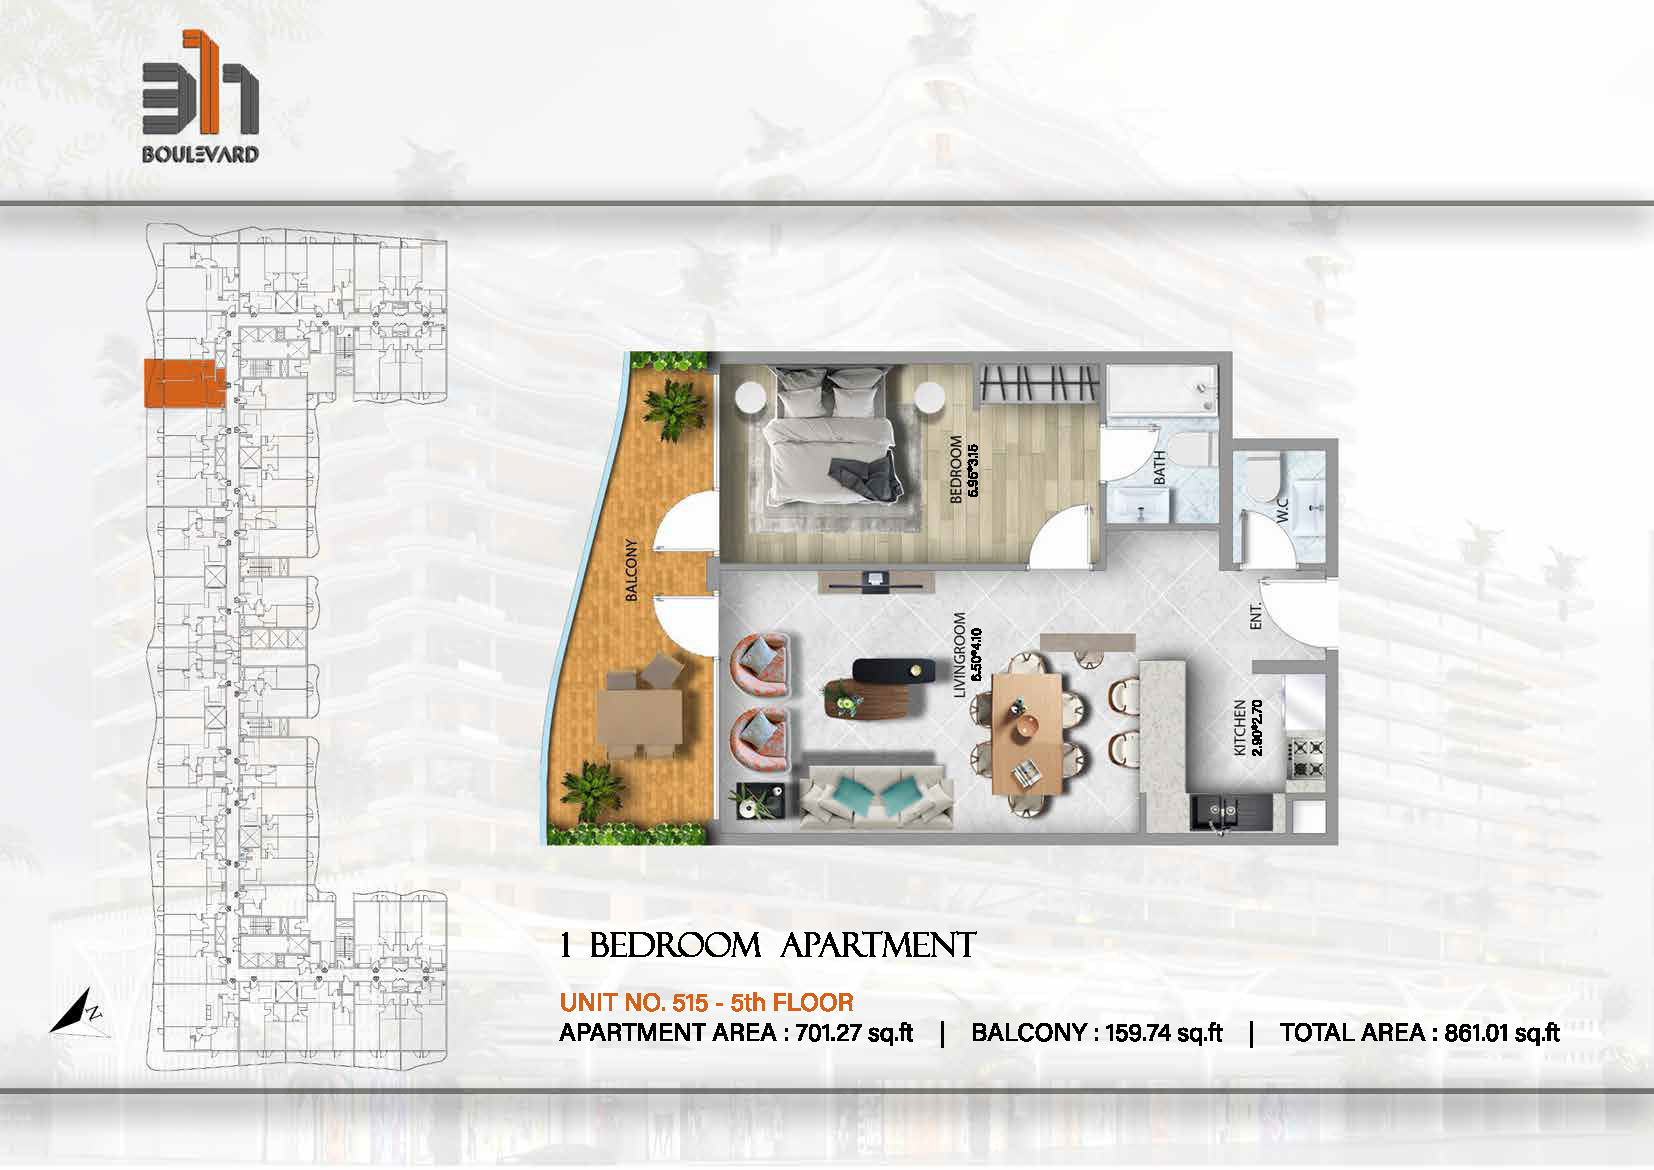 311
BOULEVARD
BEDROOM
5.95*3.15
BATH
W.C
BALCONY
LIVINGROOM
6.50*4.10
ENT.
KITCHEN
2.90*2.70
N
1 BEDROOM APARTMENT
UNIT NO. 515 - 5th FLOOR
APARTMENT AREA : 701.27 sq.ft | BALCONY : 159.74 sq.ft | TOTAL AREA : 861.01 sq.ft